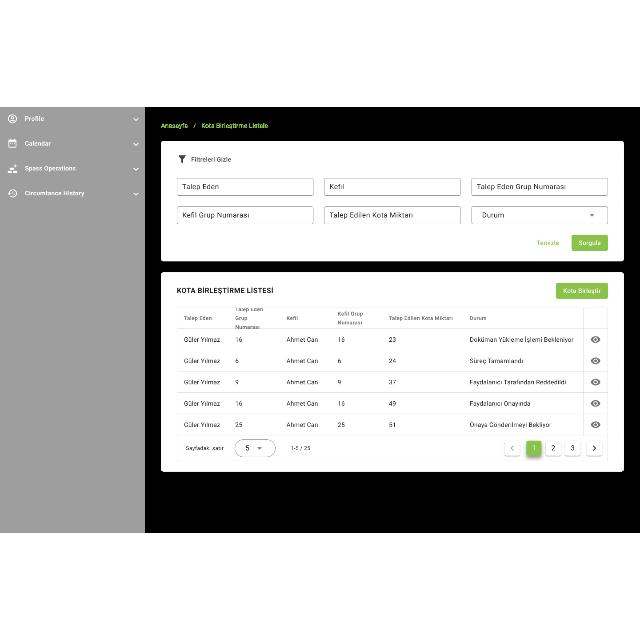 Profile
Calendar
Spass Operations
Circumtance History
Anasayfa / Kota Birleştirme Listele
Filtreleri Gizle
Talep Eden
Kefil
Talep Eden Grup Numarası
Kefil Grup Numarası
Talep Edilen Kota Miktarı
Durum
Temizle
Sorgula
KOTA BİRLEŞTİRME LİSTESİ
Kota Birleştir
Talep Eden
Talep Eden
Grup
Numarası
Kefil
Kefil Grup
Numarası
Talep Edilen Kota Miktarı
Durum
Güler Yılmaz 16 Ahmet Can 16 23 Doküman Yükleme İşlemi Bekleniyor
Güler Yılmaz 6 Ahmet Can 6 24 Süreç Tamamlandı
Güler Yılmaz 9 Ahmet Can 9 37 Faydalanıcı Tarafından Reddedildi
Güler Yılmaz 16 Ahmet Can 16 49 Faydalanıcı Onayında
Güler Yılmaz 25 Ahmet Can 25 51 Onaya Gönderilmeyi Bekliyor
Sayfadak satır 5 1-5 / 25 1 2 3